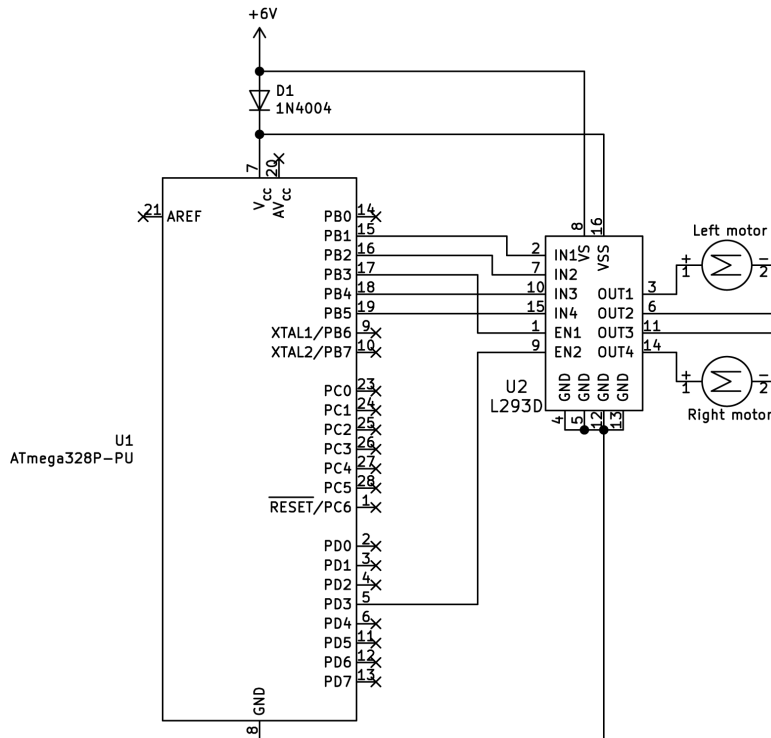 +6V
D1
1N4004
7
20
VCC
AVCC
21 AREF
PB0 14
PB1 15
PB2 16
PB3 17
PB4 18
PB5 19
XTAL1/PB6 9
XTAL2/PB7 10
PC0 23
PC1 24
PC2 25
PC3 26
PC4 27
PC5 28
RESET/PC6 1
PD0 2
PD1 3
PD2 4
PD3 5
PD4 6
PD5 11
PD6 12
PD7 13
U1
ATmega328P-PU
GND
8
8
16
VS
VSS
2 IN1
7 IN2
10 IN3
15 IN4
1 EN1
9 EN2
OUT1 3
OUT2 6
OUT3 11
OUT4 14
GND GND GND GND
4 5 12 13
U2
L293D
Left motor
+ −
1 2
+ −
1 2
Right motor